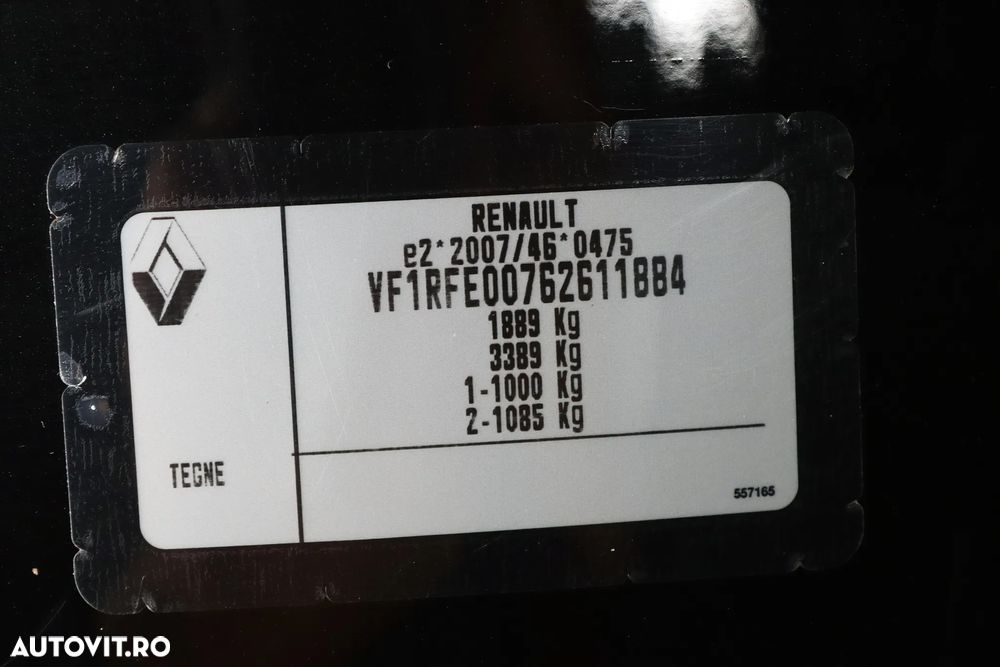 RENAULT
e2*2007/46*0475
VF1RFE00762611884
1889 Kg
3389 Kg
1-1000 Kg
2-1085 Kg
TEGNE
557165
AUTOVIT.RO